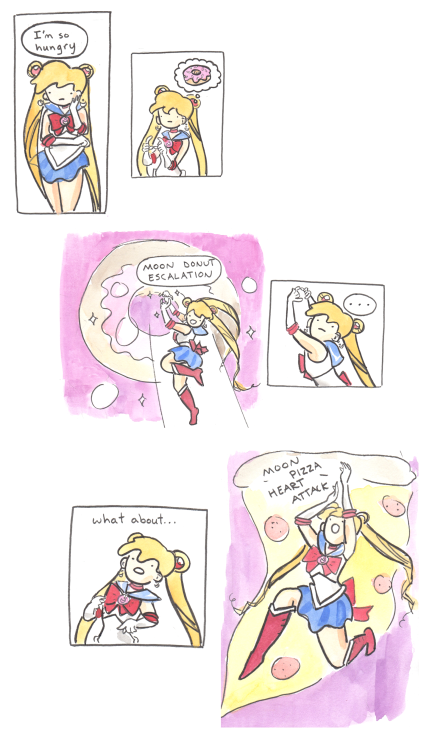 I'm so
hungry
MOON DONUT
ESCALATION
...
what about...
MOON
PIZZA
HEART
ATTACK